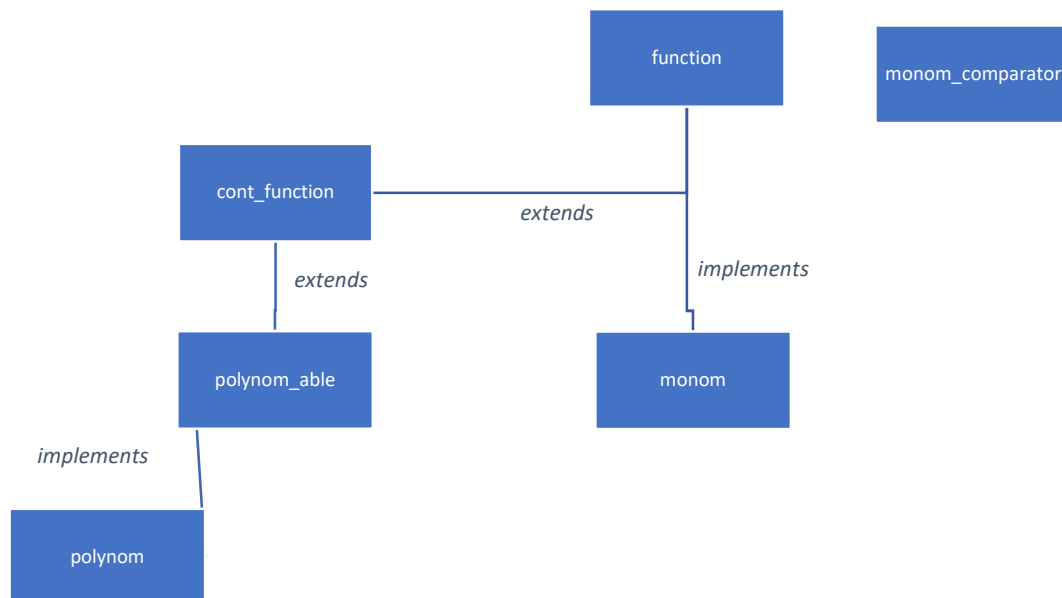 function
monom_comparator
cont_function
extends
extends
implements
polynom_able
monom
implements
polynom